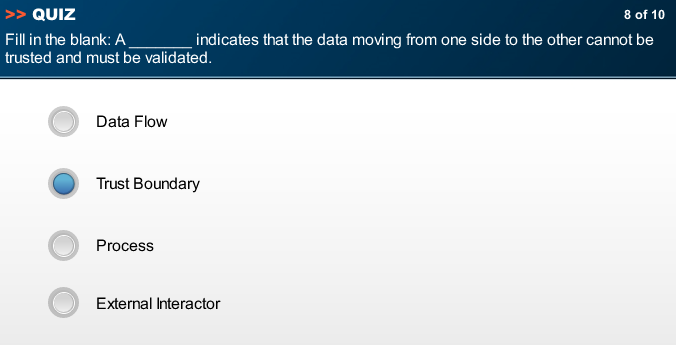 >> QUIZ
8 of 10
Fill in the blank: A _______ indicates that the data moving from one side to the other cannot be
trusted and must be validated.
Data Flow
Trust Boundary
Process
External Interactor